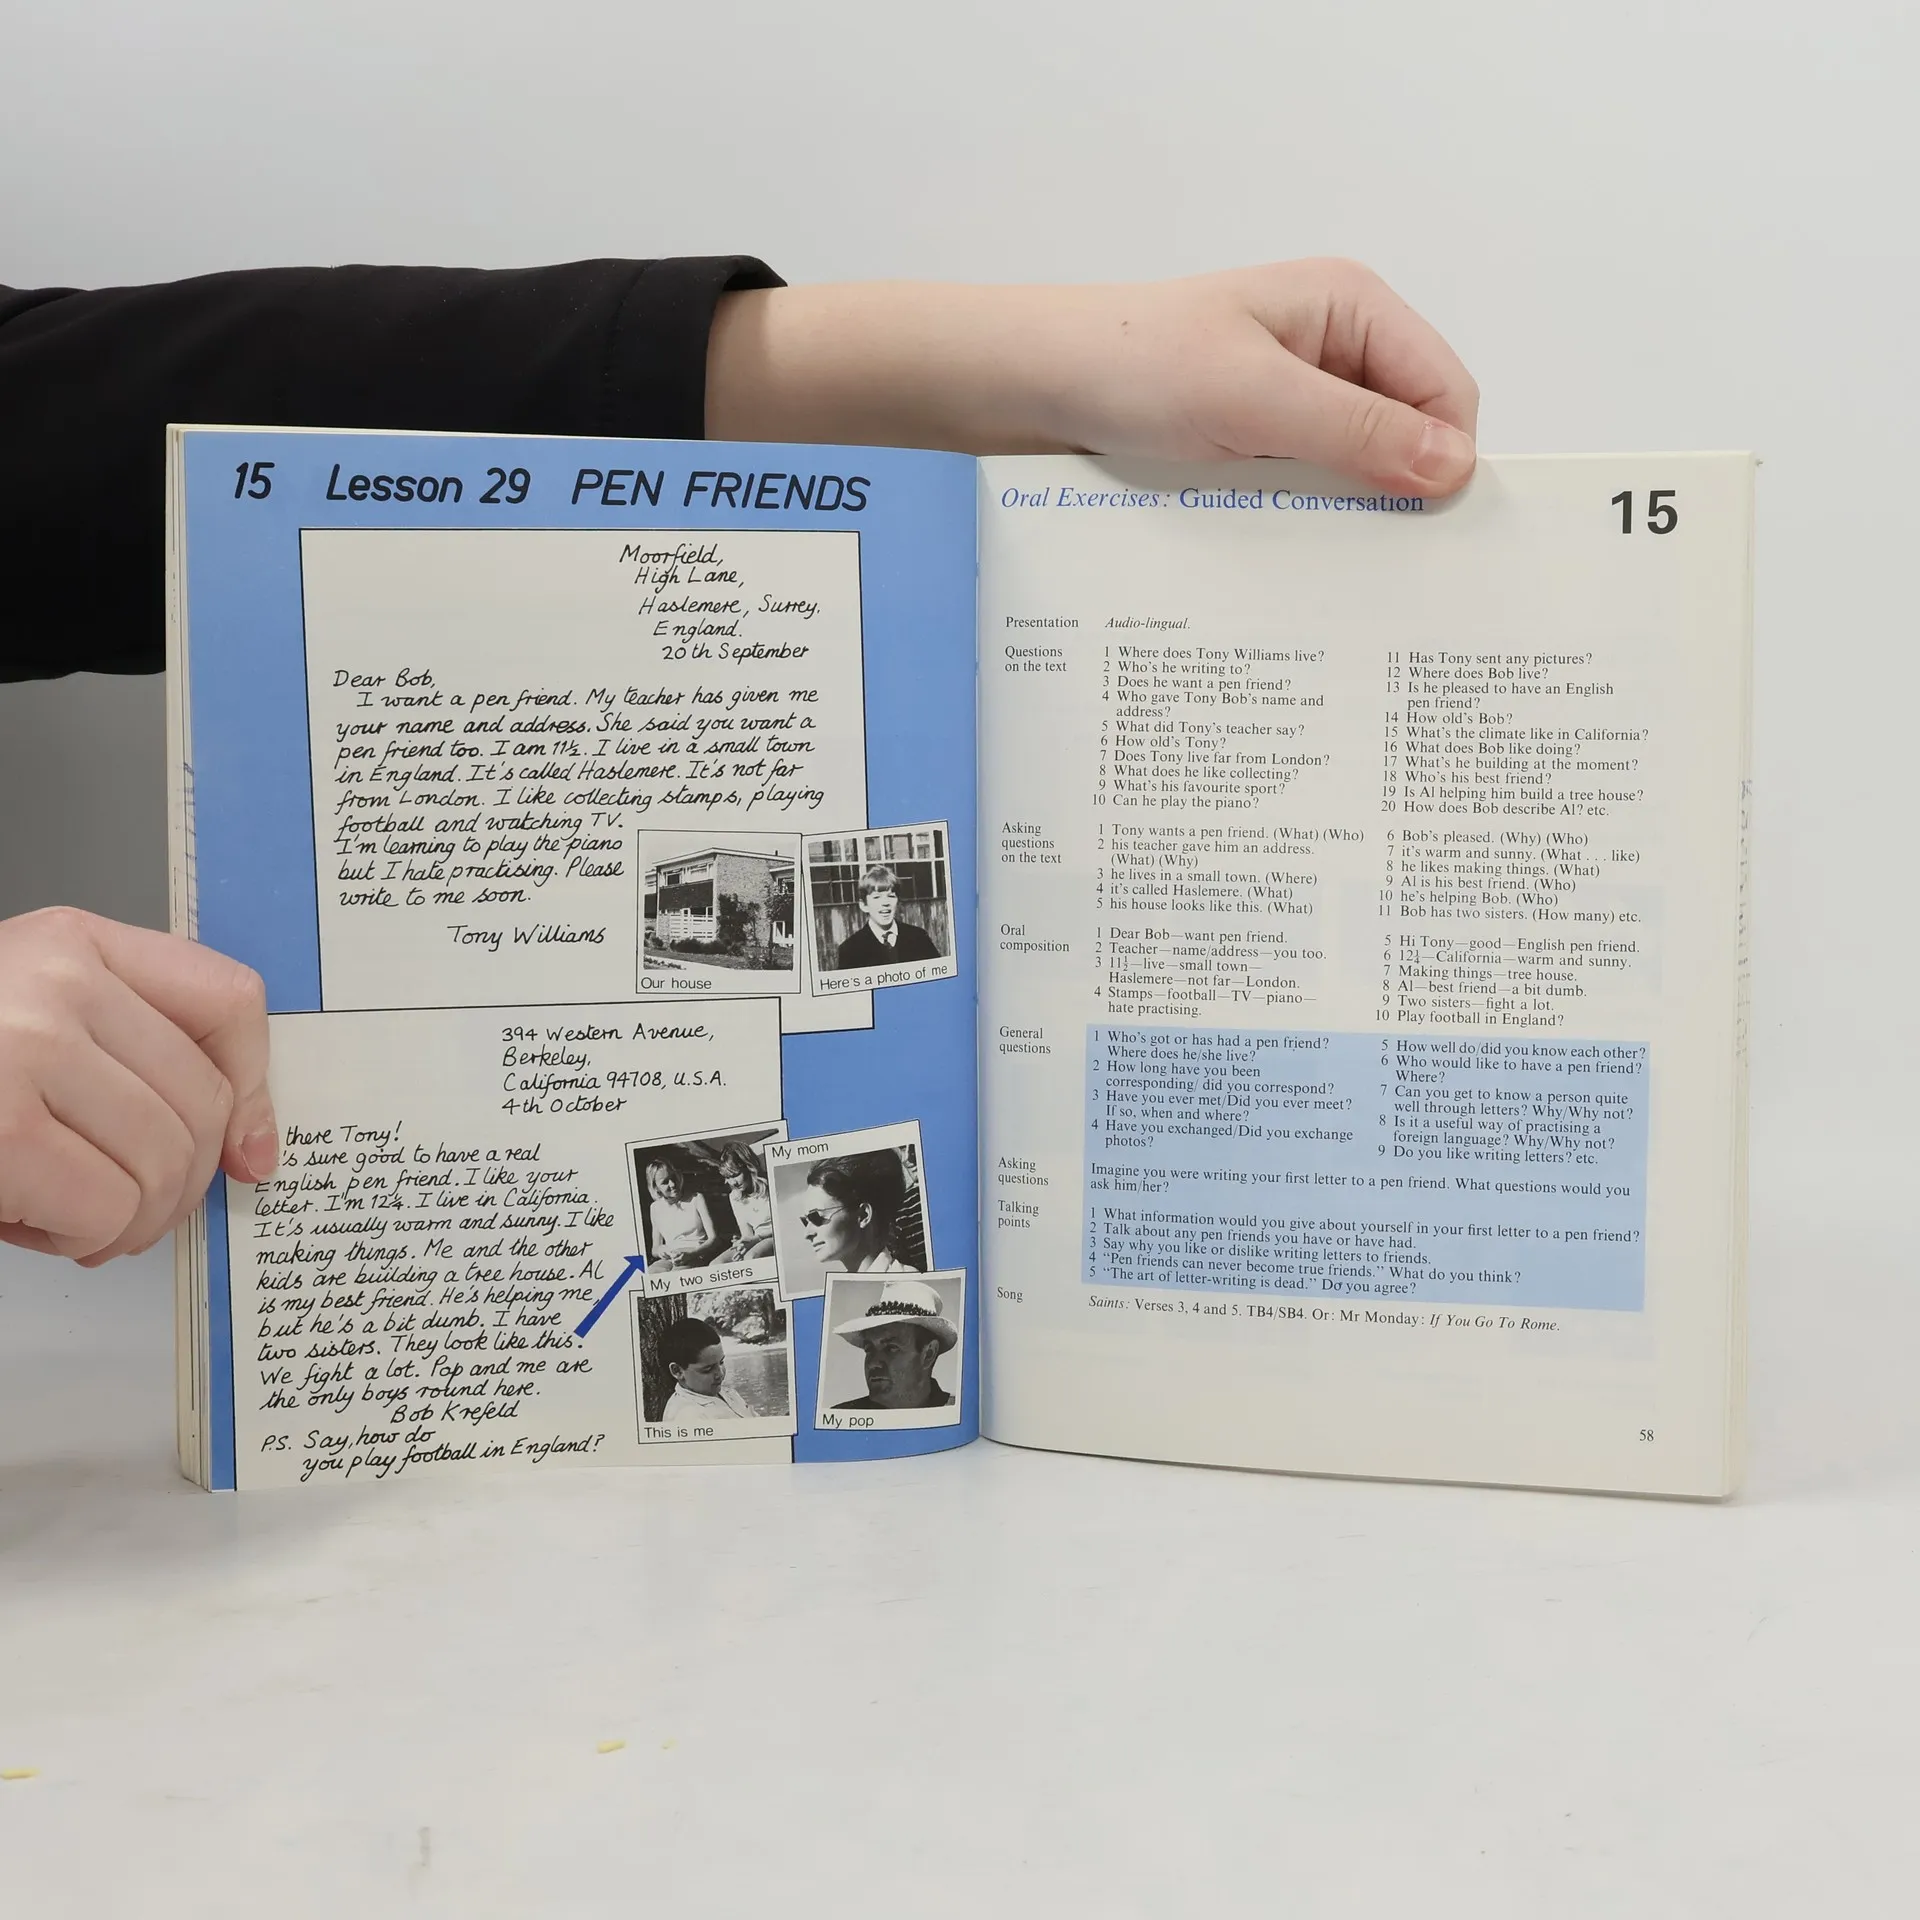 15 Lesson 29 PEN FRIENDS
Moorfield,
High Lane,
Haslemere, Surrey.
England.
20th September
Dear Bob,
I want a pen friend. My teacher has given me
your name and address. She said you want a
pen friend too. I am 11½. I live in a small town
in England. It's called Haslemere. It's not far
from London. I like collecting stamps, playing
football and watching TV.
I'm learning to play the piano
but I hate practising. Please
write to me soon.
Tony Williams
Our house
Here's a photo of me
394 Western Avenue,
Berkeley,
California 94708, U.S.A.
4th October
there Tony!
's sure good to have a real
English pen friend. I like your
letter. I'm 12¼. I live in California.
It's usually warm and sunny. I like
making things. Me and the other
kids are building a tree house. Al
is my best friend. He's helping me,
but he's a bit dumb. I have
two sisters. They look like this.
We fight a lot. Pop and me are
the only boys round here.
Bob Krefeld
P.S. Say, how do
you play football in England?
My two sisters
My mom
This is me
My pop
Oral Exercises: Guided Conversation
15
Presentation Audio-lingual.
Questions
on the text
1 Where does Tony Williams live?
2 Who's he writing to?
3 Does he want a pen friend?
4 Who gave Tony Bob's name and
address?
5 What did Tony's teacher say?
6 How old's Tony?
7 Does Tony live far from London?
8 What does he like collecting?
9 What's his favourite sport?
10 Can he play the piano?
11 Has Tony sent any pictures?
12 Where does Bob live?
13 Is he pleased to have an English
pen friend?
14 How old's Bob?
15 What's the climate like in California?
16 What does Bob like doing?
17 What's he building at the moment?
18 Who's his best friend?
19 Is Al helping him build a tree house?
20 How does Bob describe Al? etc.
Asking
questions
on the text
1 Tony wants a pen friend. (What) (Who)
2 his teacher gave him an address.
(What) (Why)
3 he lives in a small town. (Where)
4 it's called Haslemere. (What)
5 his house looks like this. (What)
6 Bob's pleased. (Why) (Who)
7 it's warm and sunny. (What . . . like)
8 he likes making things. (What)
9 Al is his best friend. (Who)
10 he's helping Bob. (Who)
11 Bob has two sisters. (How many) etc.
Oral
composition
1 Dear Bob—want pen friend.
2 Teacher—name/address—you too.
3 11½—live—small town—
Haslemere—not far—London.
4 Stamps—football—TV—piano—
hate practising.
5 Hi Tony—good—English pen friend.
6 12¼—California—warm and sunny.
7 Making things—tree house.
8 Al—best friend—a bit dumb.
9 Two sisters—fight a lot.
10 Play football in England?
General
questions
1 Who's got or has had a pen friend?
Where does he/she live?
2 How long have you been
corresponding/ did you correspond?
3 Have you ever met/Did you ever meet?
If so, when and where?
4 Have you exchanged/Did you exchange
photos?
5 How well do/did you know each other?
6 Who would like to have a pen friend?
Where?
7 Can you get to know a person quite
well through letters? Why/Why not?
8 Is it a useful way of practising a
foreign language? Why/Why not?
9 Do you like writing letters? etc.
Asking
questions
Imagine you were writing your first letter to a pen friend. What questions would you
ask him/her?
Talking
points
1 What information would you give about yourself in your first letter to a pen friend?
2 Talk about any pen friends you have or have had.
3 Say why you like or dislike writing letters to friends.
4 "Pen friends can never become true friends." What do you think?
5 "The art of letter-writing is dead." Do you agree?
Song
Saints: Verses 3, 4 and 5. TB4/SB4. Or: Mr Monday: If You Go To Rome.
58